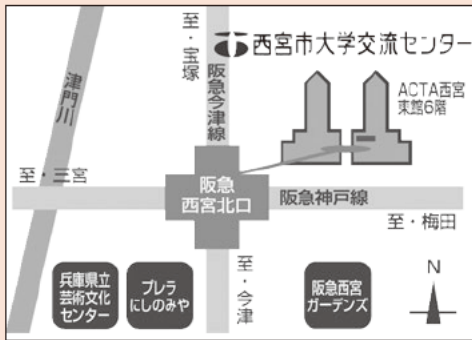 西宮市大学交流センター
至・宝塚
阪急今津線
津門川
ACTA西宮
東館6階
至・三宮
阪急
西宮北口
阪急神戸線
至・梅田
兵庫県立
芸術文化
センター
プレラ
にしのみや
至・今津
阪急西宮
ガーデンズ
N